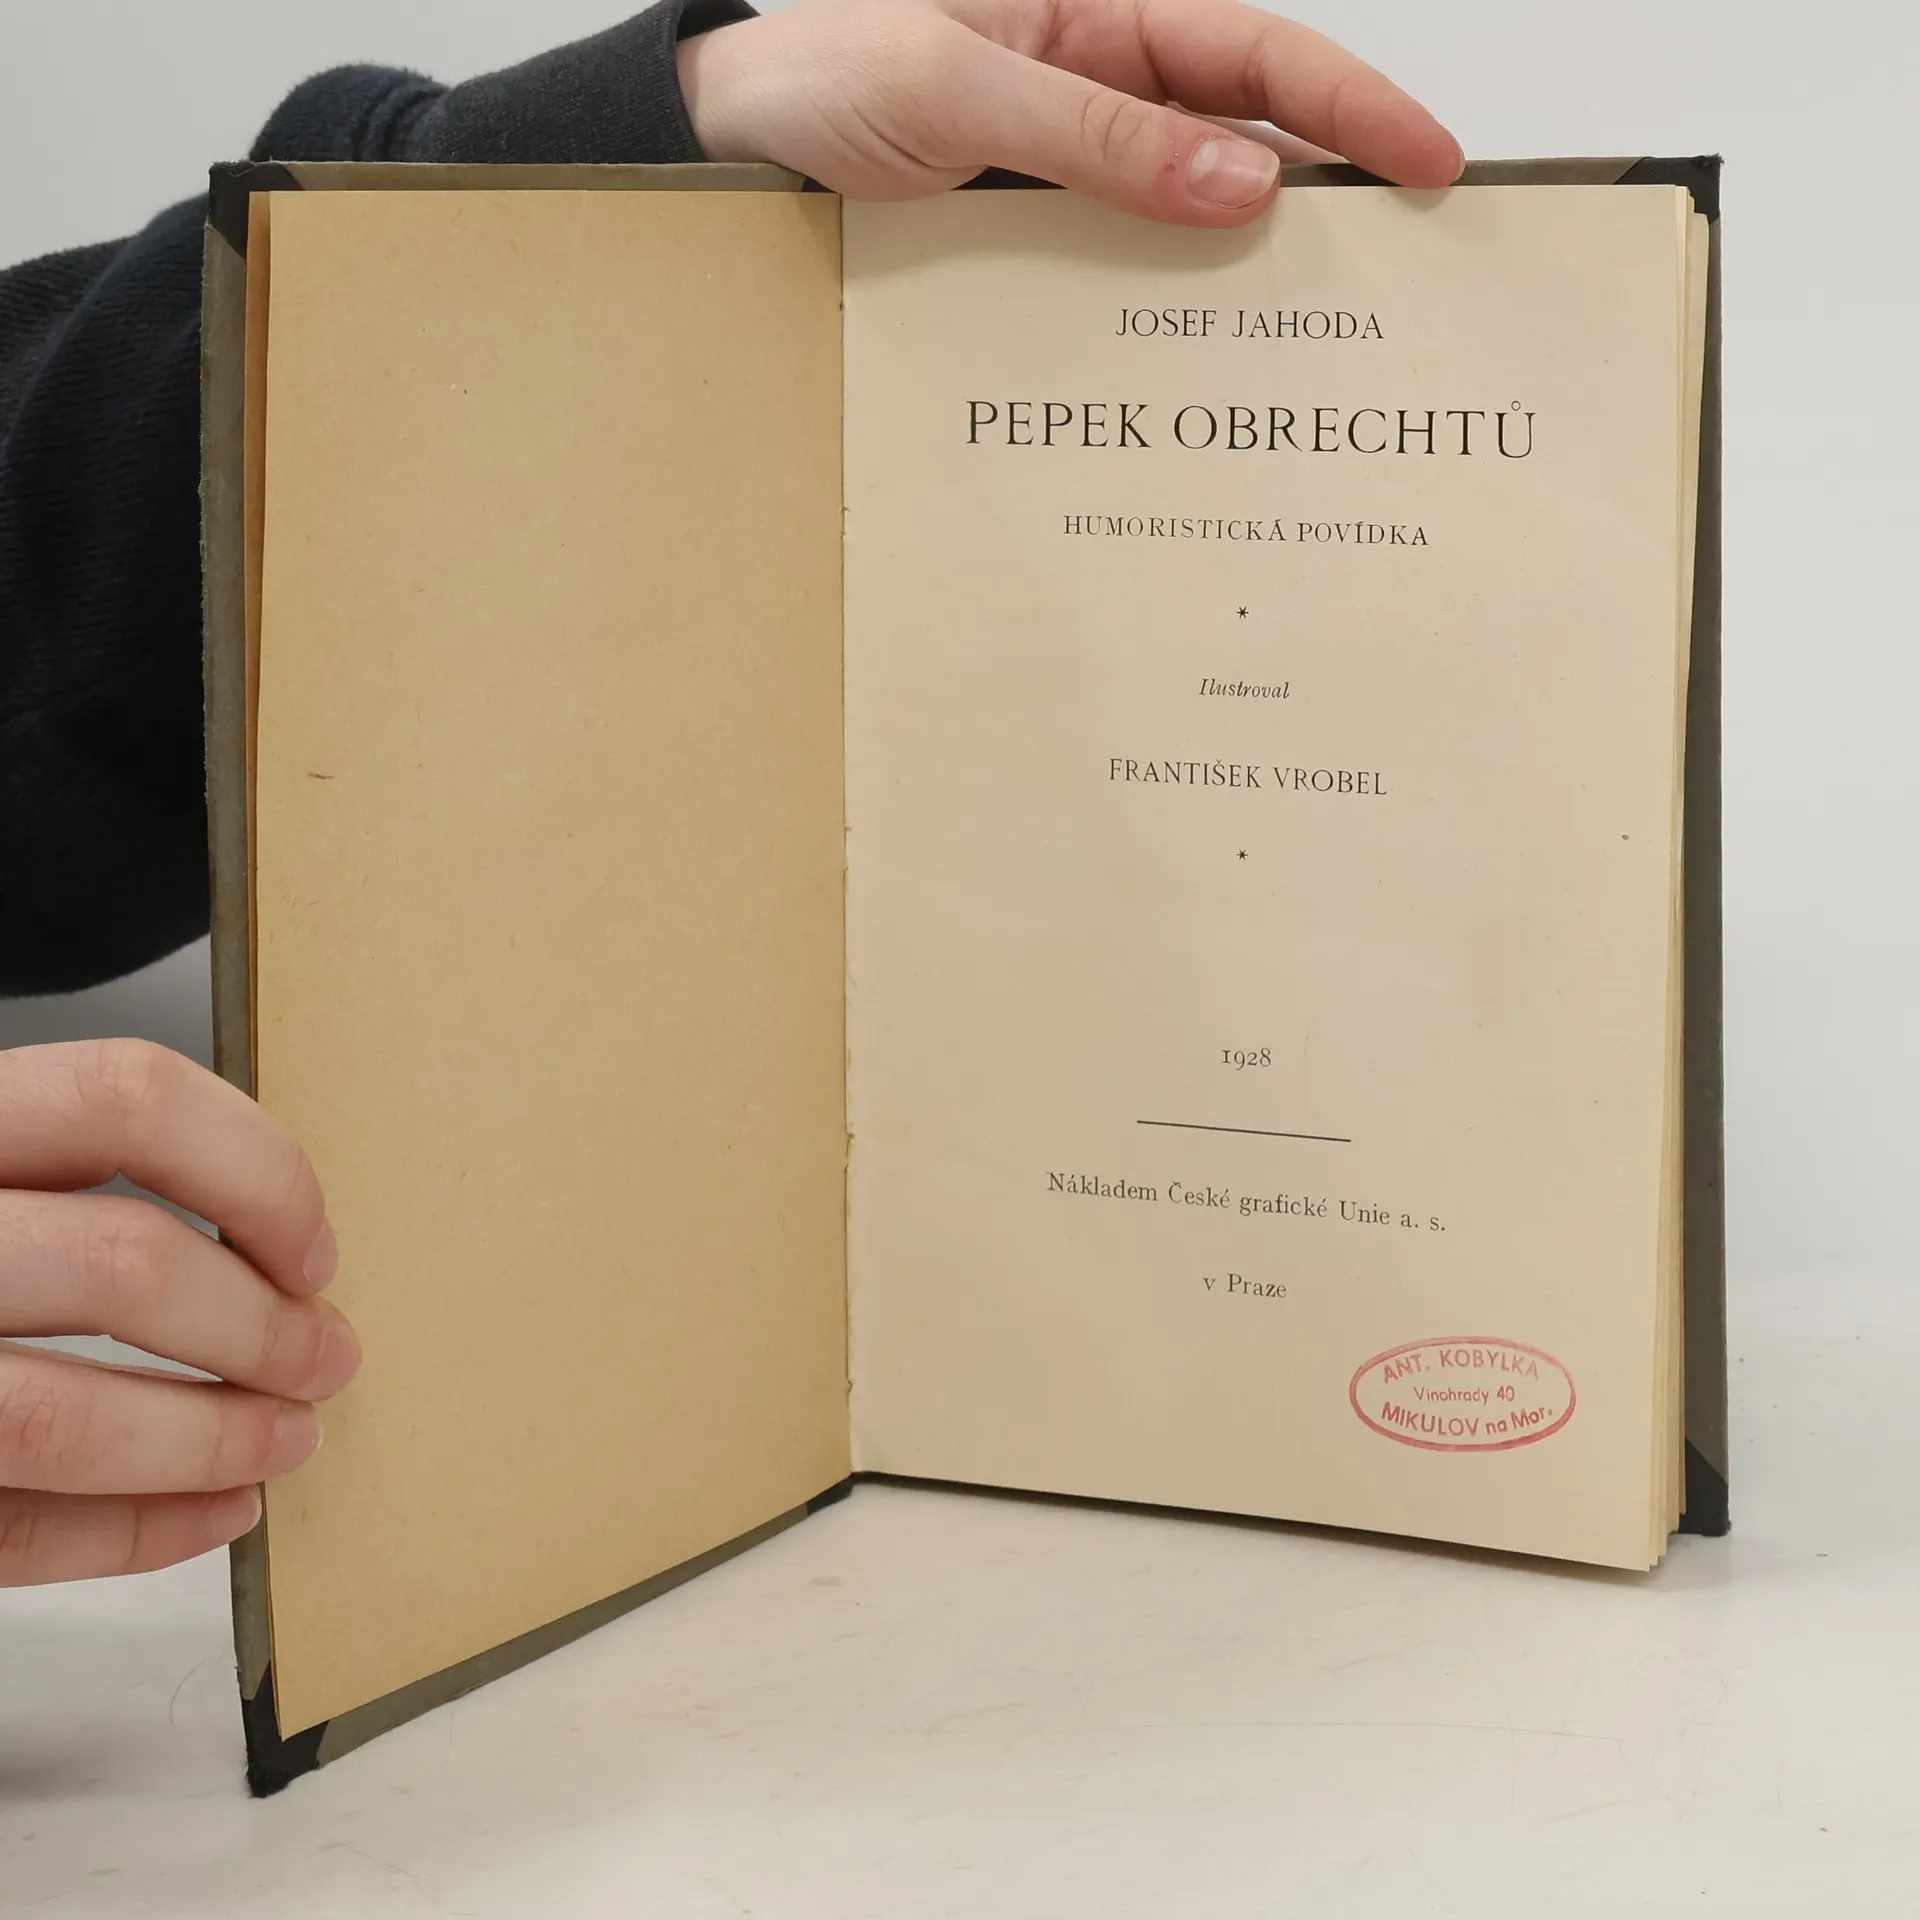 JOSEF JAHODA
PEPEK OBRECHTŮ
HUMORISTICKÁ POVÍDKA
*
Ilustroval
FRANTIŠEK VROBEL
*
1928
Nákladem České grafické Unie a. s.
v Praze
ANT. KOBYLKA
Vinohrady 40
MIKULOV na Mor.